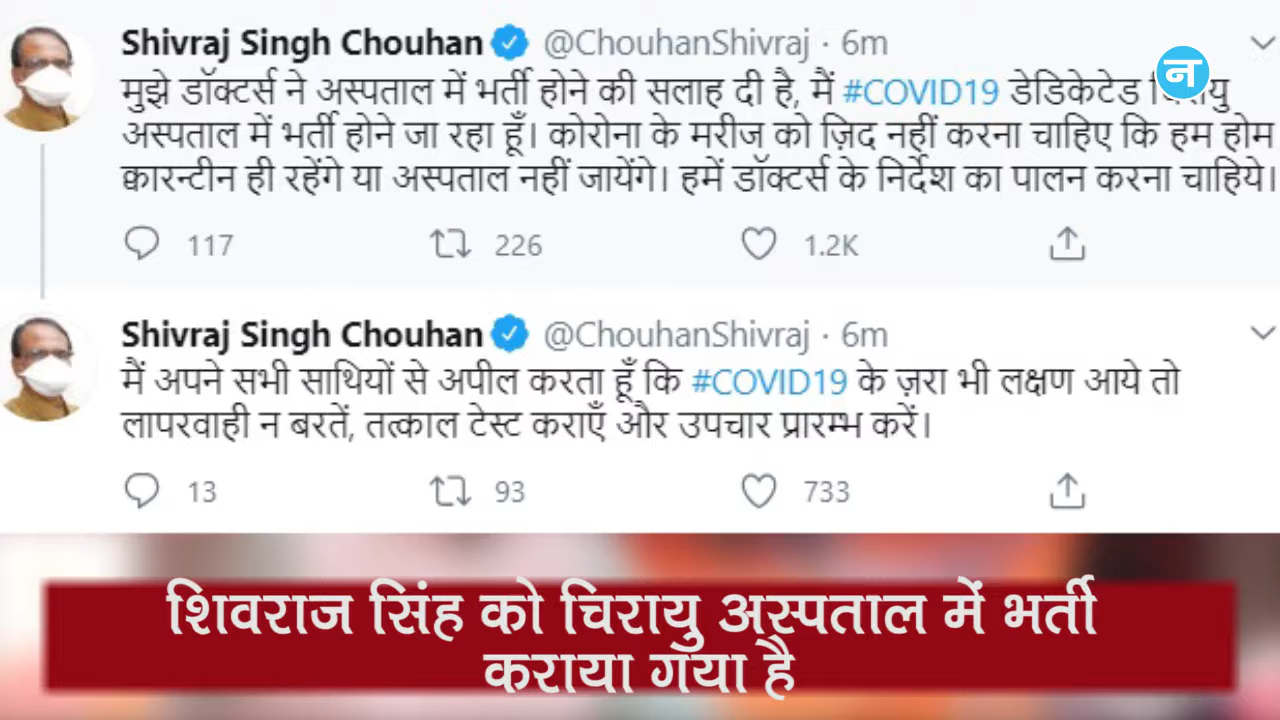 Shivraj Singh Chouhan @ChouhanShivraj · 6m
न
मुझे डॉक्टर्स ने अस्पताल में भर्ती होने की सलाह दी है, मैं #COVID19 डेडिकेटेड
अस्पताल में भर्ती होने जा रहा हूँ। कोरोना के मरीज को ज़िद नहीं करना चाहिए कि हम होम
क्वारन्टीन ही रहेंगे या अस्पताल नहीं जायेंगे। हमें डॉक्टर्स के निर्देश का पालन करना चाहिये।
117 226 1.2K
Shivraj Singh Chouhan @ChouhanShivraj · 6m
मैं अपने सभी साथियों से अपील करता हूँ कि #COVID19 के ज़रा भी लक्षण आये तो
लापरवाही न बरतें, तत्काल टेस्ट कराएँ और उपचार प्रारम्भ करें।
13 93 733
शिवराज सिंह को चिरायु अस्पताल में भर्ती
कराया गया है